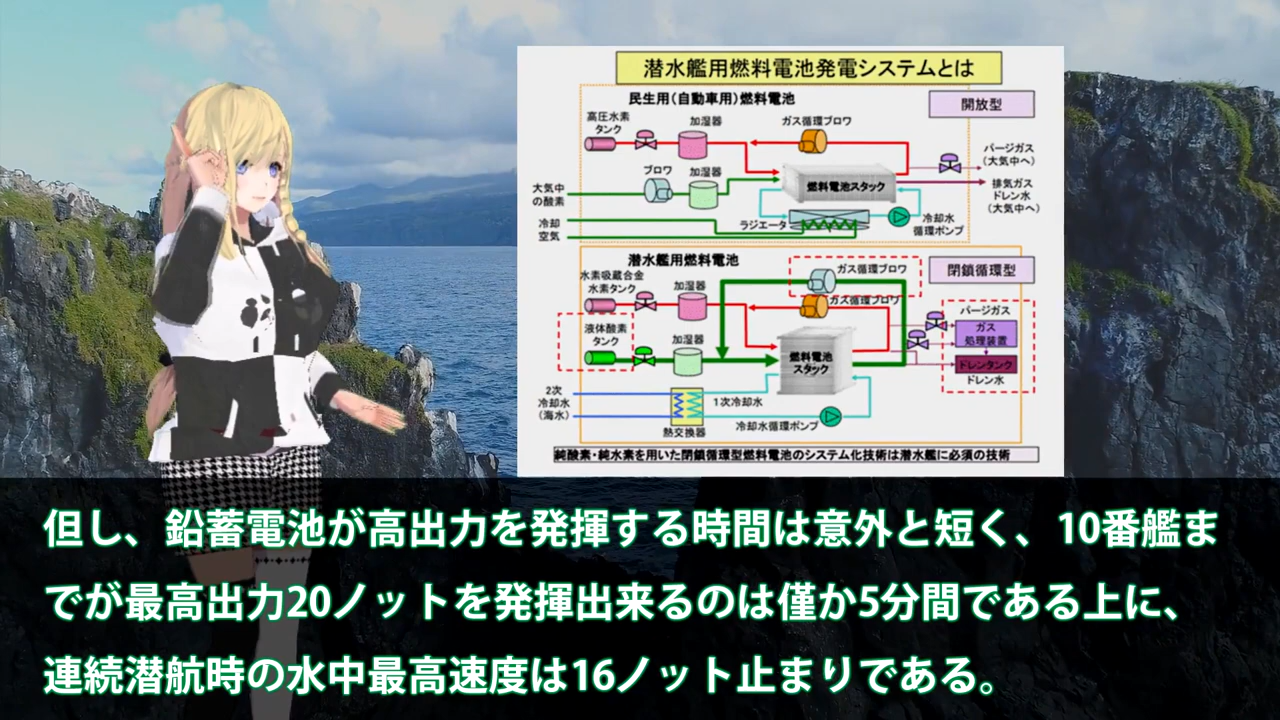 潜水艦用燃料電池発電システムとは
民生用(自動車用)燃料電池
開放型
高圧水素
タンク
加湿器
ガス循環ブロワ
パージガス
(大気中へ)
ブロワ
加湿器
燃料電池スタック
排気ガス
ドレン水
(大気中へ)
大気中
の酸素
冷却
空気
ラジエータ
冷却水
循環ポンプ
潜水艦用燃料電池
閉鎖循環型
水素吸蔵合金
水素タンク
加湿器
ガス循環ブロワ
ガス循環ブロワ
パージガス
ガス
処理装置
液体酸素
タンク
加湿器
燃料電池
スタック
ドレンタンク
ドレン水
2次
冷却水
(海水)
1次冷却水
熱交換器
冷却水循環ポンプ
純酸素・純水素を用いた閉鎖循環型燃料電池のシステム化技術は潜水艦に必須の技術
但し、鉛蓄電池が高出力を発揮する時間は意外と短く、10番艦ま
でが最高出力20ノットを発揮出来るのは僅か5分間である上に、
連続潜航時の水中最高速度は16ノット止まりである。